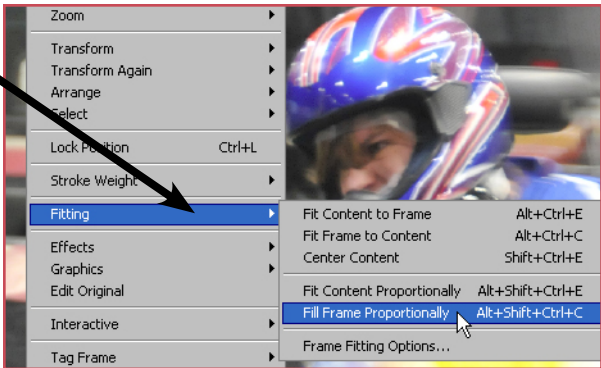 Zoom
Transform
Transform Again
Arrange
Select
Lock Position Ctrl+L
Stroke Weight
Fitting
Effects
Graphics
Edit Original
Interactive
Tag Frame
Fit Content to Frame Alt+Ctrl+E
Fit Frame to Content Alt+Ctrl+C
Center Content Shift+Ctrl+E
Fit Content Proportionally Alt+Shift+Ctrl+E
Fill Frame Proportionally Alt+Shift+Ctrl+C
Frame Fitting Options...